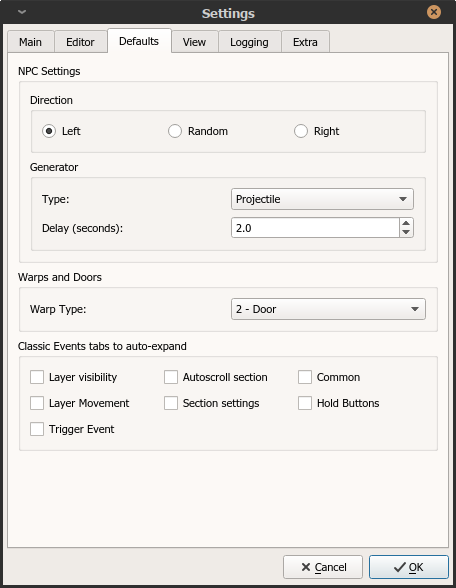 Settings
Main Editor Defaults View Logging Extra
NPC Settings
Direction
Left Random Right
Generator
Type: Projectile
Delay (seconds): 2.0
Warps and Doors
Warp Type: 2 - Door
Classic Events tabs to auto-expand
Layer visibility Autoscroll section Common
Layer Movement Section settings Hold Buttons
Trigger Event
Cancel OK